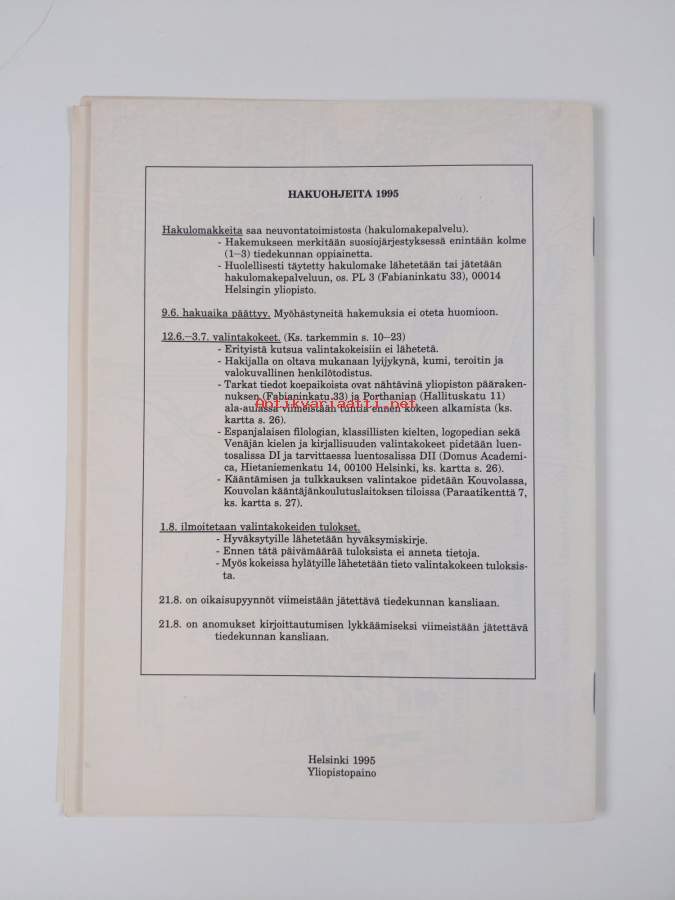 HAKUOHJEITA 1995
Hakulomakkeita saa neuvontatoimistosta (hakulomakepalvelu).
- Hakemukseen merkitään suosiojärjestyksessä enintään kolme
(1–3) tiedekunnan oppiainetta.
- Huolellisesti täytetty hakulomake lähetetään tai jätetään
hakulomakepalveluun, os. PL 3 (Fabianinkatu 33), 00014
Helsingin yliopisto.
9.6. hakuaika päättyy. Myöhästyneitä hakemuksia ei oteta huomioon.
12.6.–3.7. valintakokeet. (Ks. tarkemmin s. 10–23)
- Erityistä kutsua valintakokeisiin ei lähetetä.
- Hakijalla on oltava mukanaan lyijykynä, kumi, teroitin ja
valokuvallinen henkilötodistus.
- Tarkat tiedot koepaikoista ovat nähtävinä yliopiston pääraken-
nuksen (Fabianinkatu 33) ja Porthanian (Hallituskatu 11)
antikvariaatti.net
ala-aulassa viimeistään tuntia ennen kokeen alkamista (ks.
kartta s. 26).
- Espanjalaisen filologian, klassillisten kielten, logopedian sekä
Venäjän kielen ja kirjallisuuden valintakokeet pidetään luen-
tosalissa DI ja tarvittaessa luentosalissa DII (Domus Academi-
ca, Hietaniemenkatu 14, 00100 Helsinki, ks. kartta s. 26).
- Kääntämisen ja tulkkauksen valintakoe pidetään Kouvolassa,
Kouvolan kääntäjänkoulutuslaitoksen tiloissa (Paraatikenttä 7,
ks. kartta s. 27).
1.8. ilmoitetaan valintakokeiden tulokset.
- Hyväksytyille lähetetään hyväksymiskirje.
- Ennen tätä päivämäärää tuloksista ei anneta tietoja.
- Myös kokeissa hylätyille lähetetään tieto valintakokeen tuloksis-
ta.
21.8. on oikaisupyynnöt viimeistään jätettävä tiedekunnan kansliaan.
21.8. on anomukset kirjoittautumisen lykkäämiseksi viimeistään jätettävä
tiedekunnan kansliaan.
Helsinki 1995
Yliopistopaino